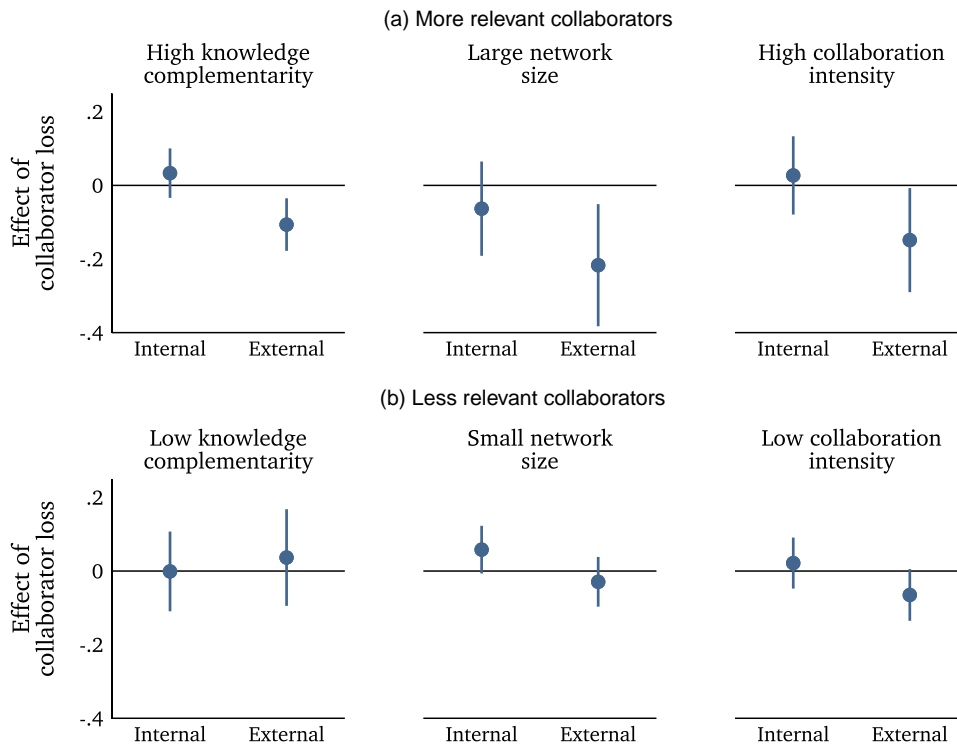 (a) More relevant collaborators
High knowledge
complementarity
Large network
size
High collaboration
intensity
Effect of
collaborator loss
.2
0
-.2
-.4
Internal
External
Internal
External
Internal
External
(b) Less relevant collaborators
Low knowledge
complementarity
Small network
size
Low collaboration
intensity
Effect of
collaborator loss
.2
0
-.2
-.4
Internal
External
Internal
External
Internal
External